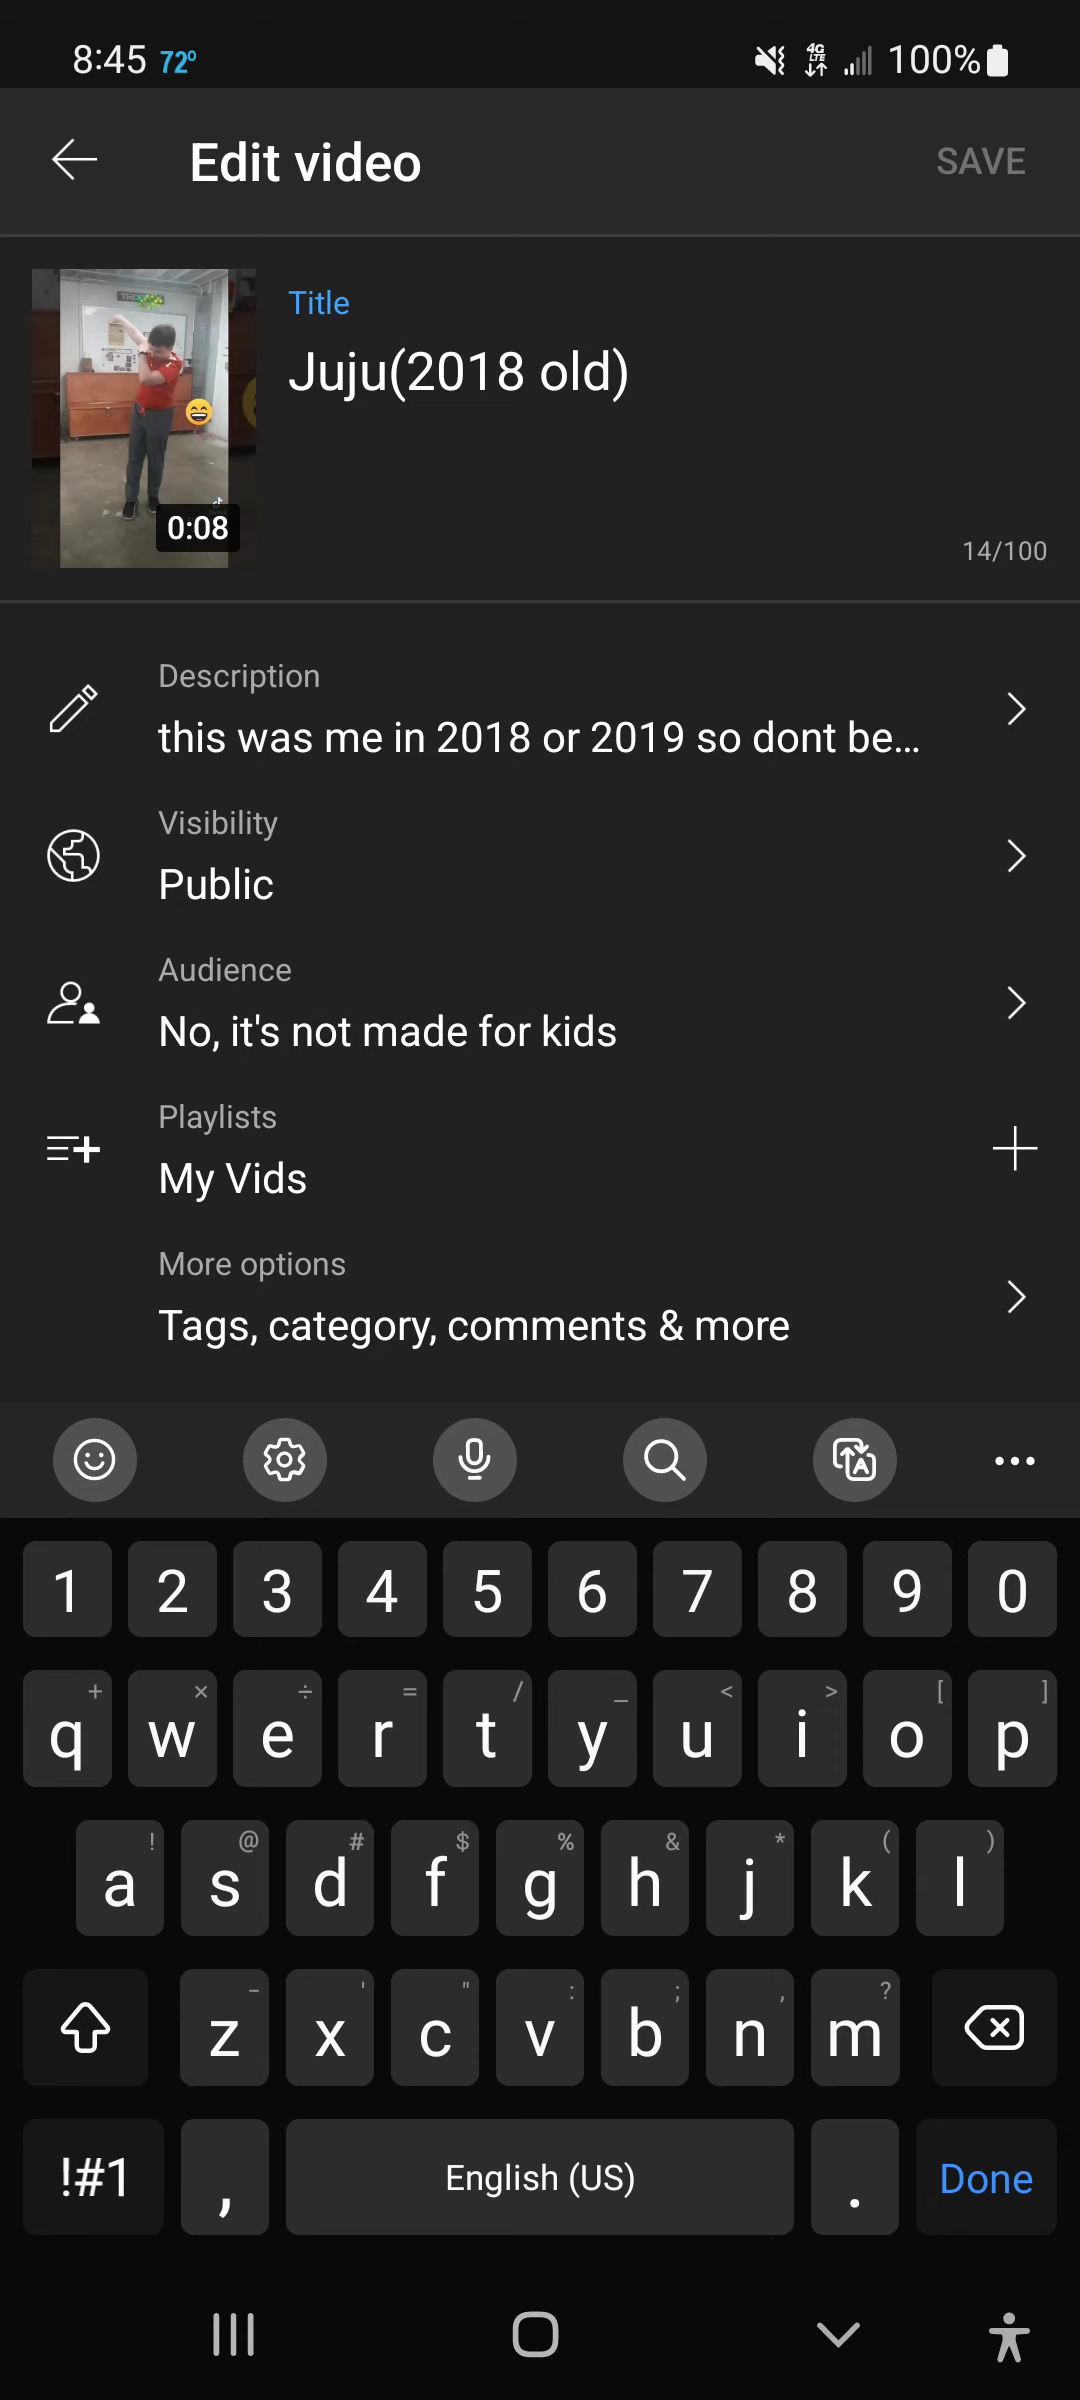 8:45 72°
4G LTE 100%
Edit video
SAVE
Title
Juju(2018 old)
0:08
14/100
Description
this was me in 2018 or 2019 so dont be...
Visibility
Public
Audience
No, it's not made for kids
Playlists
My Vids
More options
Tags, category, comments & more
1 2 3 4 5 6 7 8 9 0
+ × ÷ = / _ < > [ ]
q w e r t y u i o p
! @ # $ % & * ( )
a s d f g h j k l
- ' " : ; , ?
z x c v b n m
!#1 , English (US) . Done